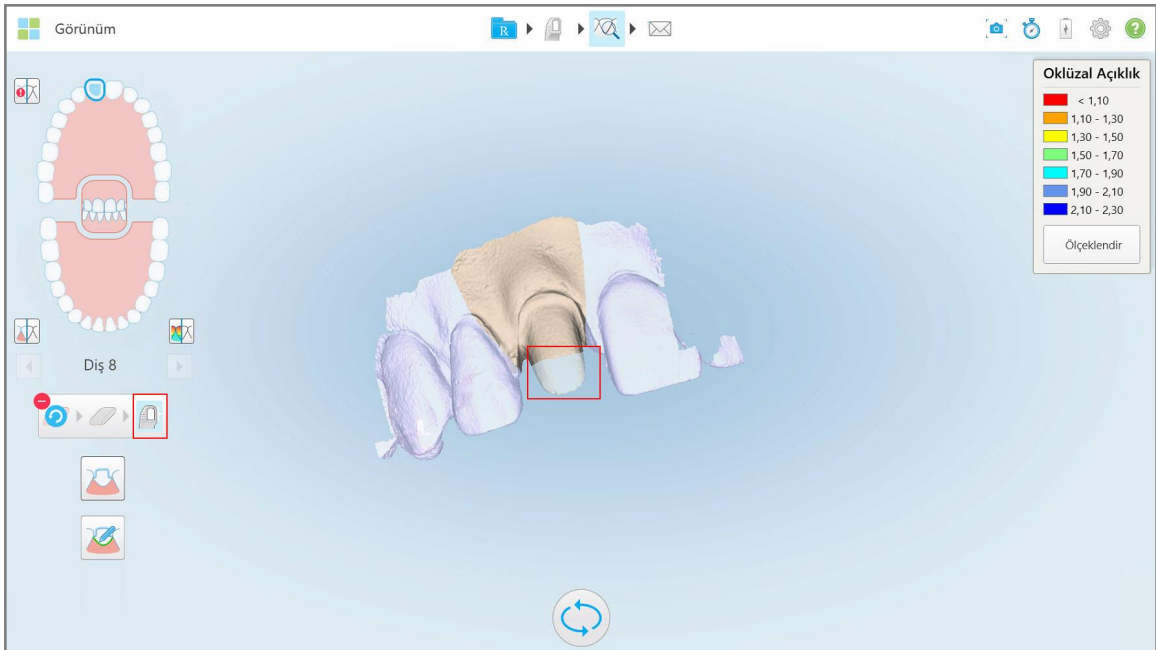 Görünüm
R
?
Oklüzal Açıklık
< 1,10
1,10 - 1,30
1,30 - 1,50
1,50 - 1,70
1,70 - 1,90
1,90 - 2,10
2,10 - 2,30
Ölçeklendir
Diş 8